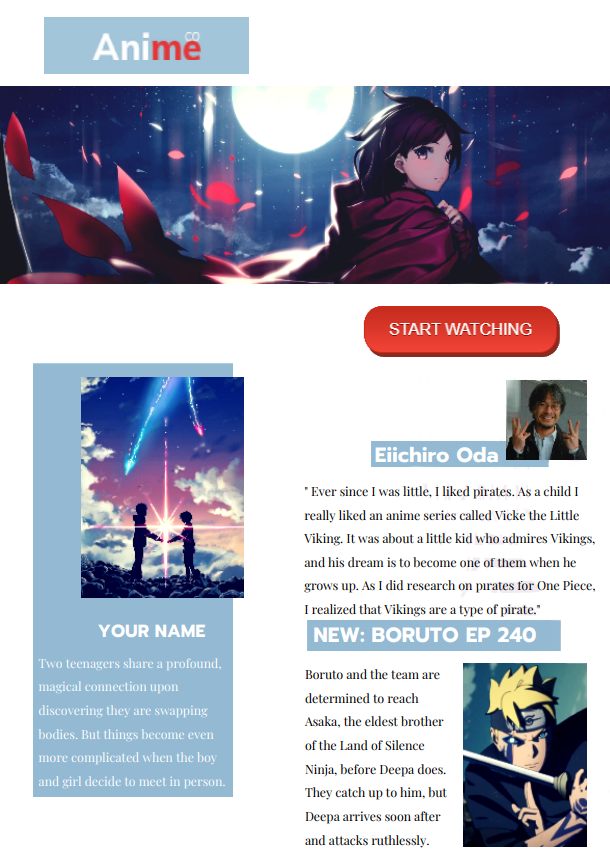 Anime
START WATCHING
Eiichiro Oda
" Ever since I was little, I liked pirates. As a child I
really liked an anime series called Vicke the Little
Viking. It was about a little kid who admires Vikings,
and his dream is to become one of them when he
grows up. As I did research on pirates for One Piece,
I realized that Vikings are a type of pirate."
YOUR NAME
Two teenagers share a profound,
magical connection upon
discovering they are swapping
bodies. But things become even
more complicated when the boy
and girl decide to meet in person.
NEW: BORUTO EP 240
Boruto and the team are
determined to reach
Asaka, the eldest brother
of the Land of Silence
Ninja, before Deepa does.
They catch up to him, but
Deepa arrives soon after
and attacks ruthlessly.